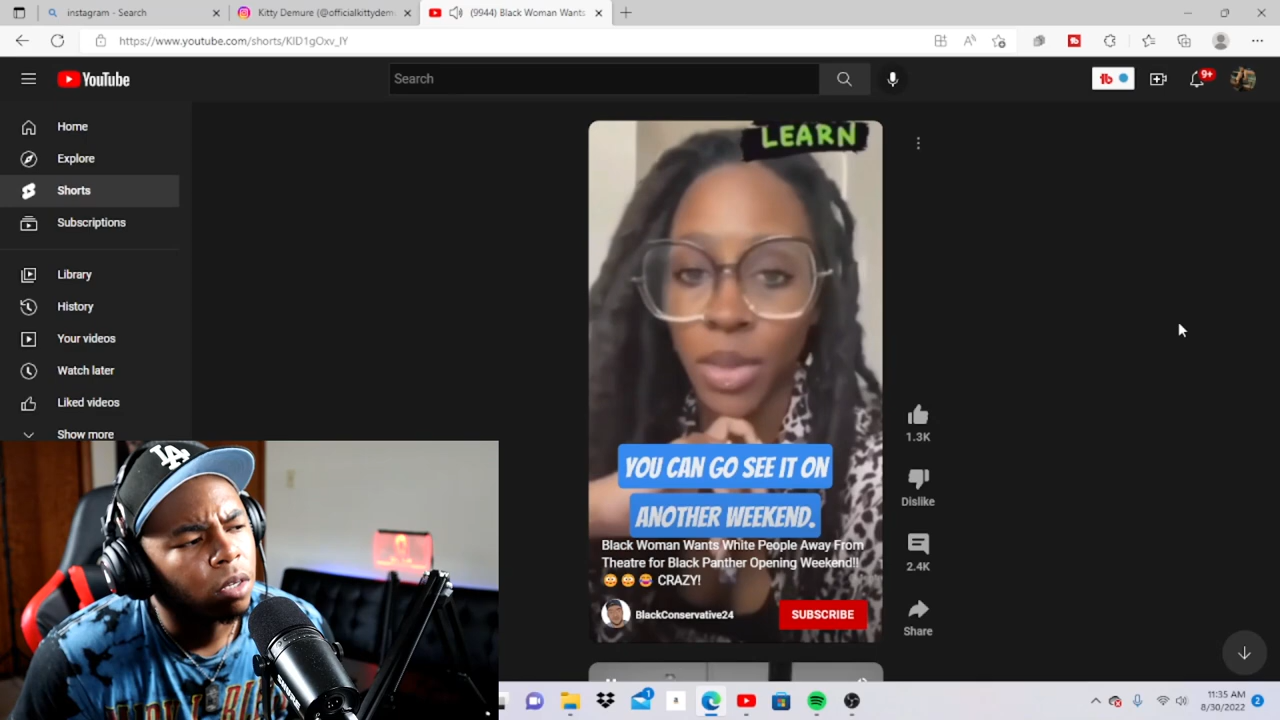 instagram - Search
Kitty Demure (@officialkittydem
(9944) Black Woman Wants
https://www.youtube.com/shorts/KlD1gOxv_lY
YouTube
Search
9+
Home
Explore
Shorts
Subscriptions
Library
History
Your videos
Watch later
Liked videos
Show more
LEARN
YOU CAN GO SEE IT ON
ANOTHER WEEKEND.
Black Woman Wants White People Away From
Theatre for Black Panther Opening Weekend!!
😳 😳 😂 CRAZY!
BlackConservative24
SUBSCRIBE
1.3K
Dislike
2.4K
Share
LA
SHURE
11:35 AM
8/30/2022